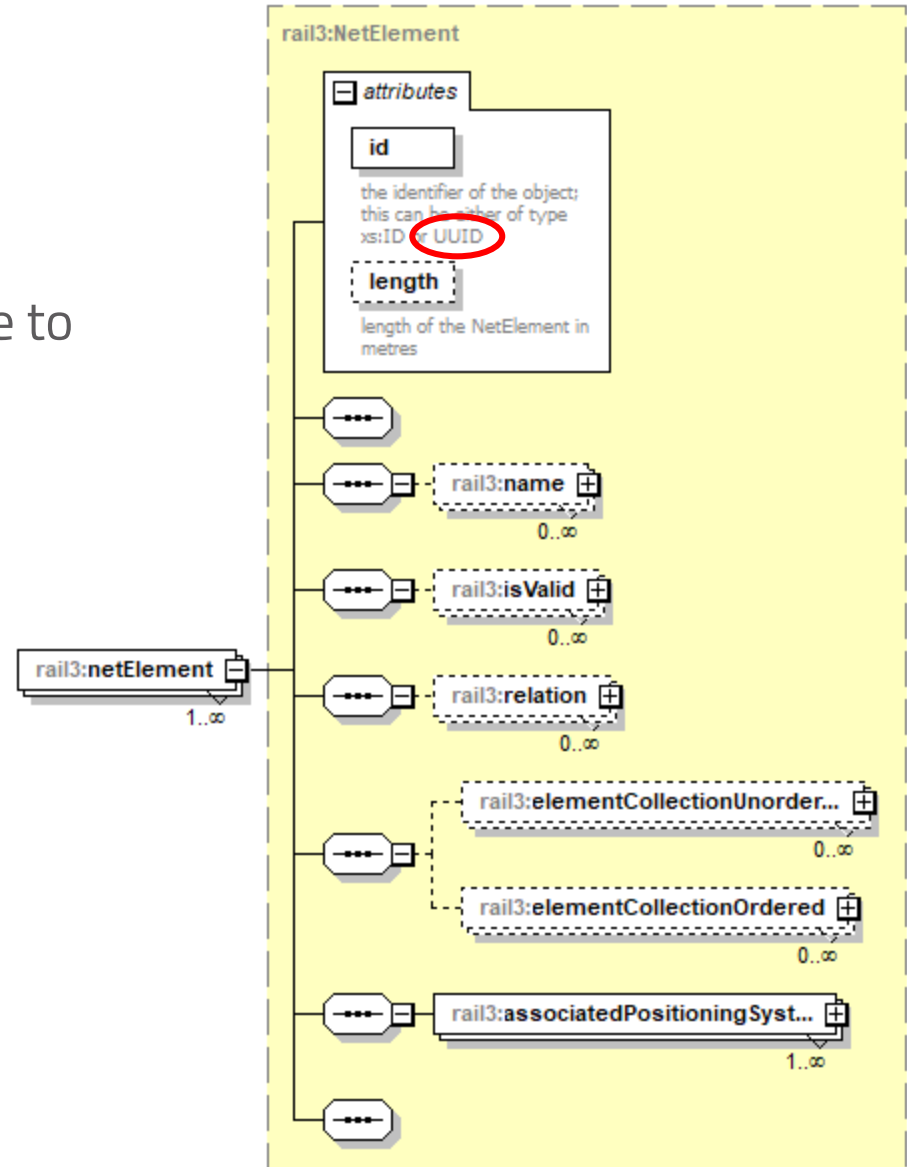 rail3:NetElement
attributes
id
the identifier of the object;
this can be either of type
xs:ID or UUID
length
length of the NetElement in
metres
e to
rail3:name
0..∞
rail3:isValid
0..∞
rail3:netElement
1..∞
rail3:relation
0..∞
rail3:elementCollectionUnorder...
0..∞
rail3:elementCollectionOrdered
0..∞
rail3:associatedPositioningSyst...
1..∞